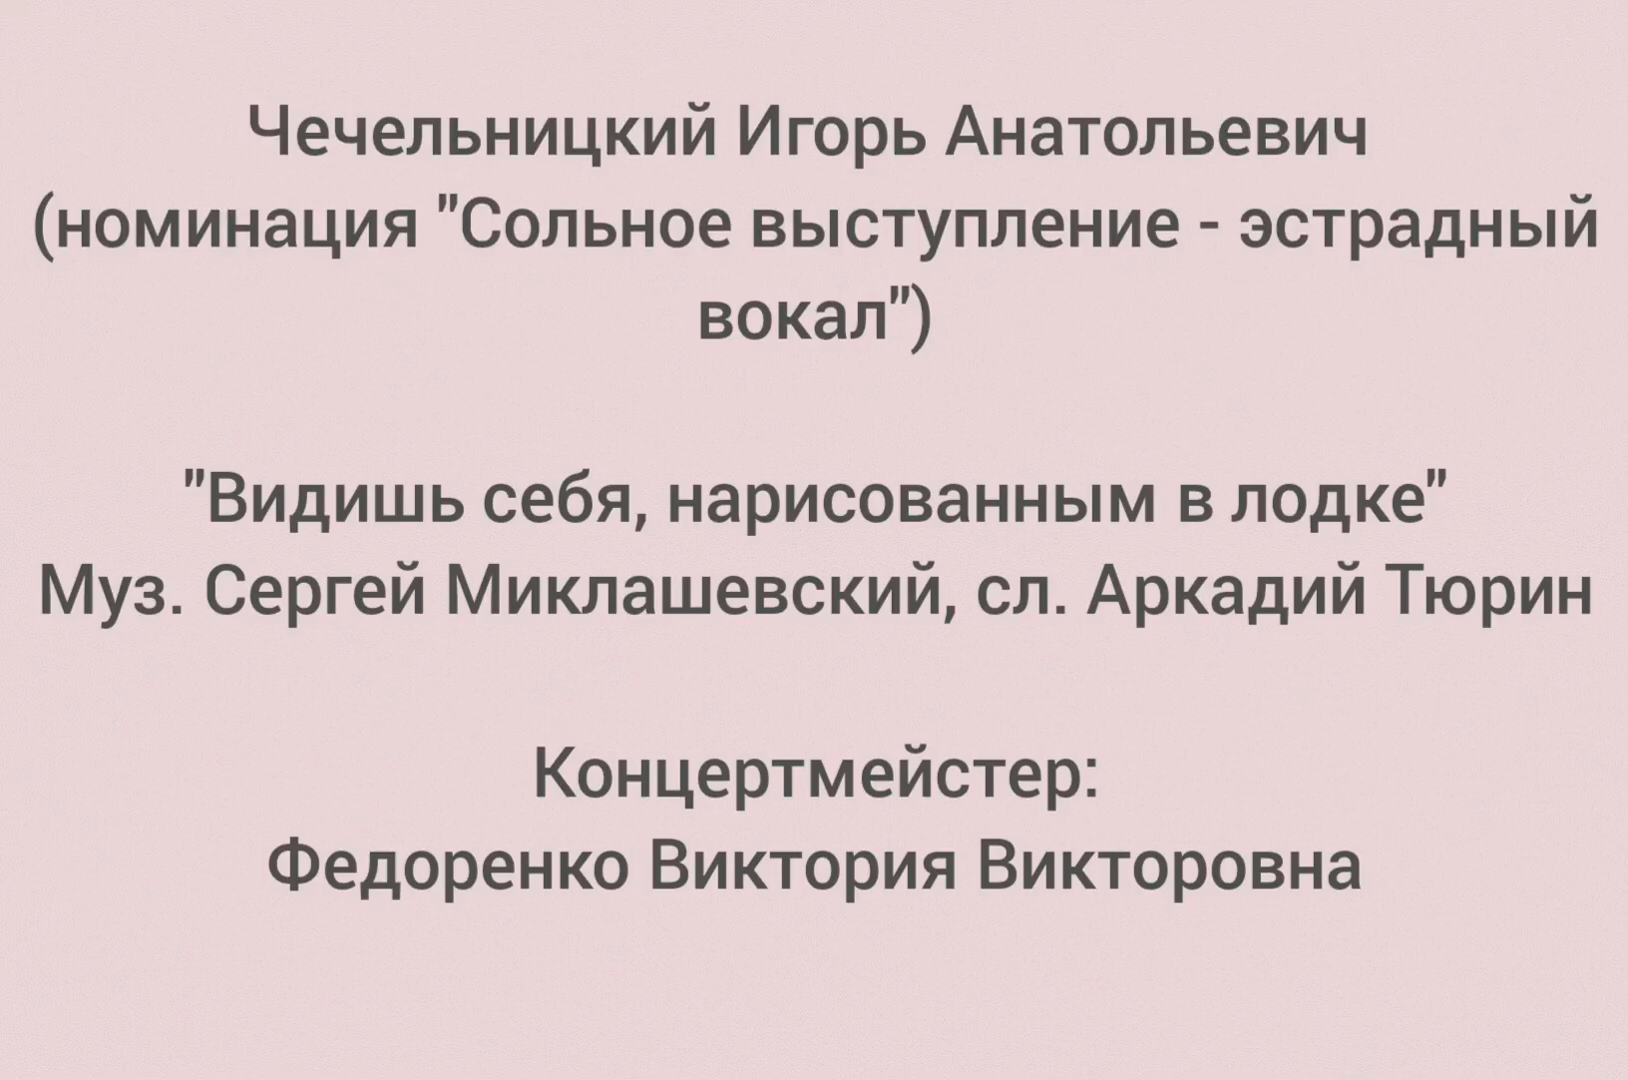 Чечельницкий Игорь Анатольевич
(номинация "Сольное выступление - эстрадный
вокал")
"Видишь себя, нарисованным в лодке"
Муз. Сергей Миклашевский, сл. Аркадий Тюрин
Концертмейстер:
Федоренко Виктория Викторовна